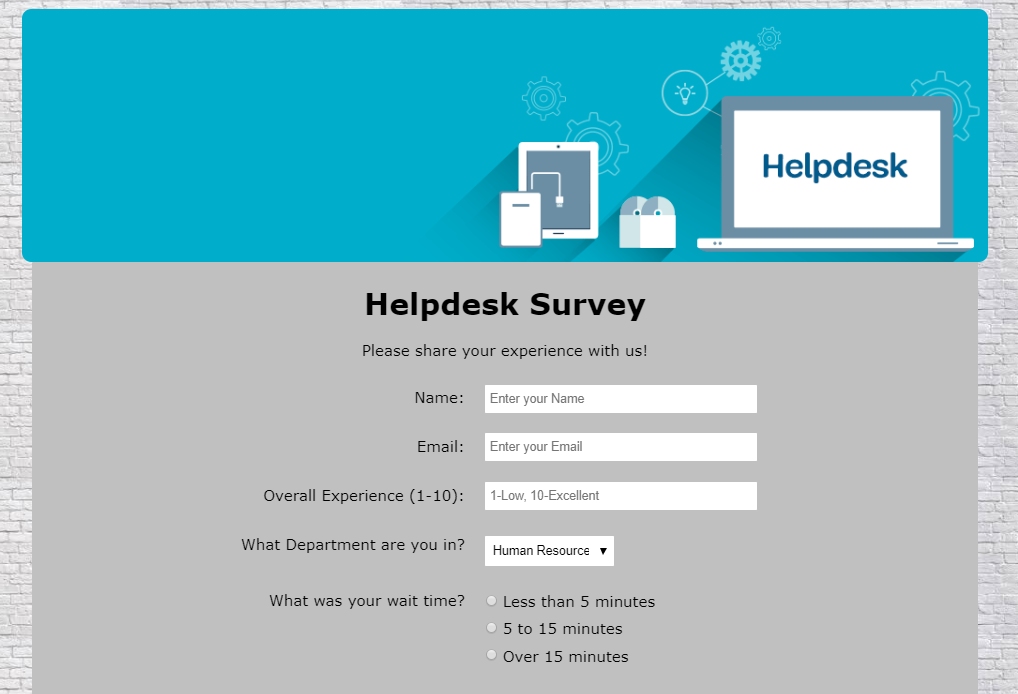 Helpdesk
Helpdesk Survey
Please share your experience with us!
Name: Enter your Name
Email: Enter your Email
Overall Experience (1-10): 1-Low, 10-Excellent
What Department are you in? Human Resource
What was your wait time? Less than 5 minutes
5 to 15 minutes
Over 15 minutes